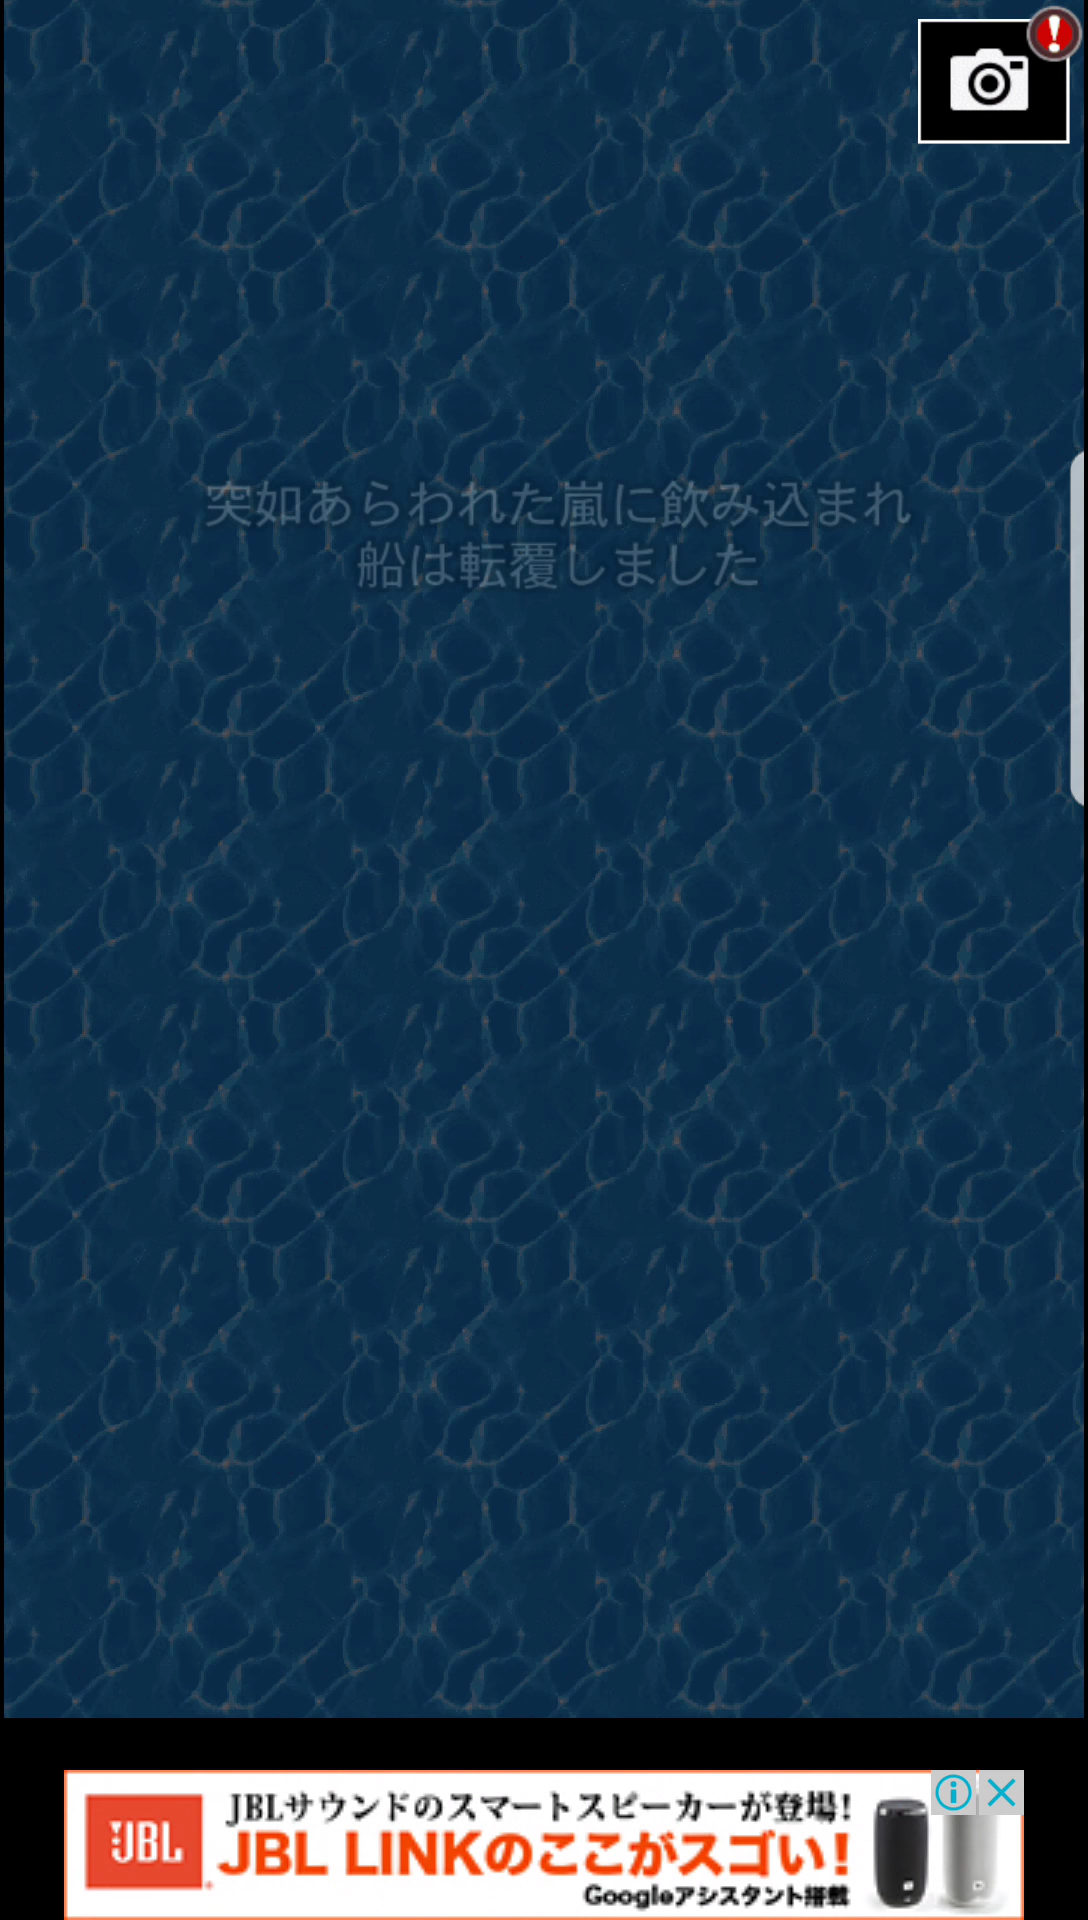 突如あらわれた嵐に飲み込まれ
船は転覆しました
JBL
JBLサウンドのスマートスピーカーが登場!
JBL LINKのここがスゴい!
Googleアシスタント搭載